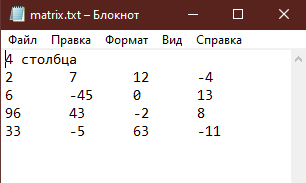 matrix.txt – Блокнот
Файл Правка Формат Вид Справка
4 столбца
2 7 12 -4
6 -45 0 13
96 43 -2 8
33 -5 63 -11